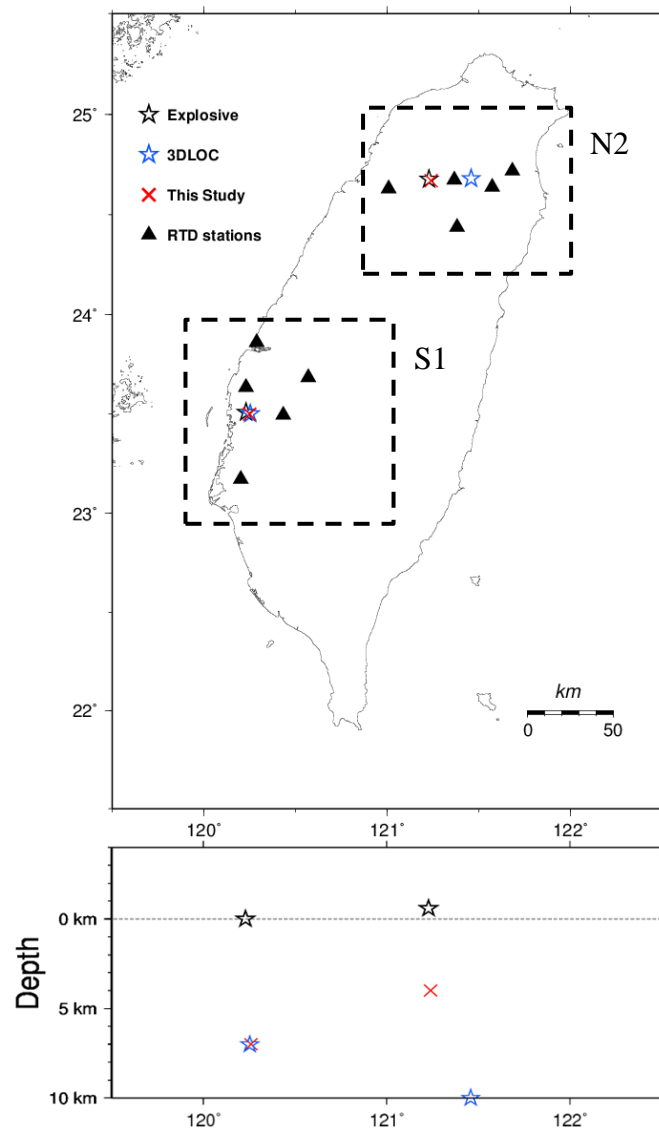 25°
24°
23°
22°
Explosive
3DLOC
This Study
RTD stations
N2
S1
km
0 50
120° 121° 122°
Depth
0 km
5 km
10 km
120° 121° 122°